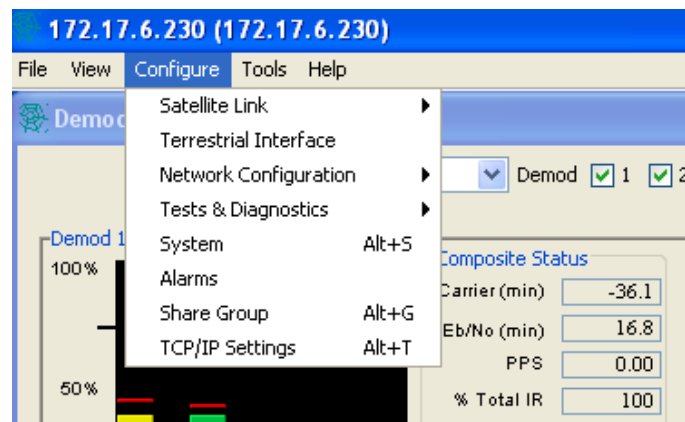 172.17.6.230 (172.17.6.230)
File View Configure Tools Help
Satellite Link
Terrestrial Interface
Network Configuration
Tests & Diagnostics
System Alt+S
Alarms
Share Group Alt+G
TCP/IP Settings Alt+T
Demod 1 2
Demod 1
100%
50%
Composite Status
Carrier (min) -36.1
Eb/No (min) 16.8
PPS 0.00
% Total IR 100